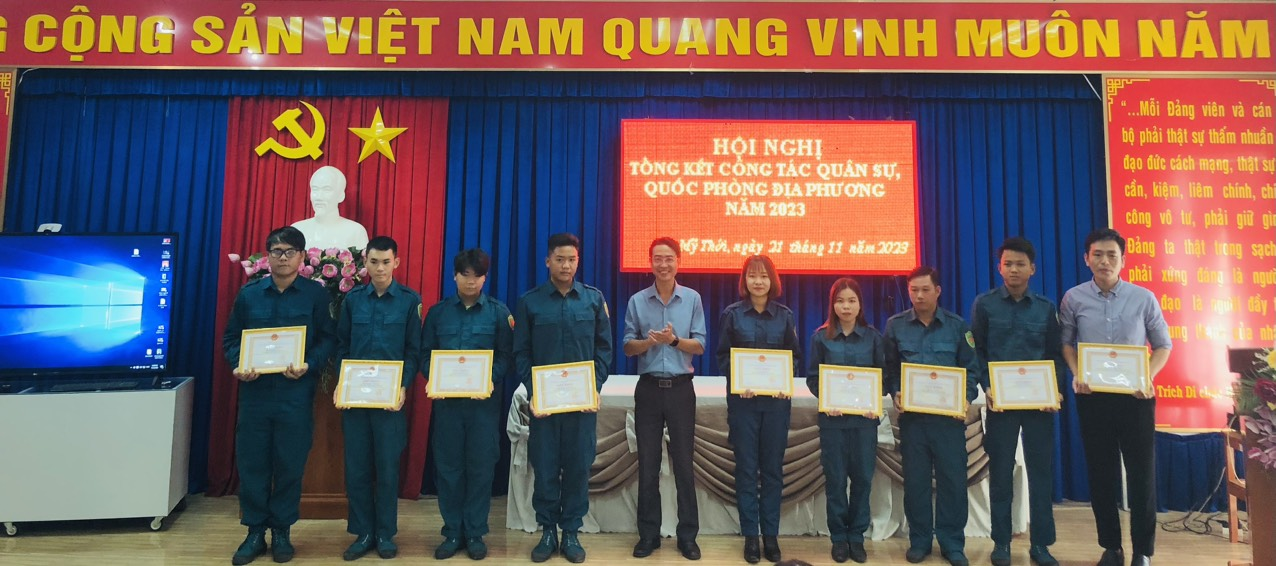 CỘNG SẢN VIỆT NAM QUANG VINH MUÔN NĂM
HỘI NGHỊ
TỔNG KẾT CÔNG TÁC QUÂN SỰ,
QUỐC PHÒNG ĐỊA PHƯƠNG
NĂM 2023
Mỹ Thới, ngày 21 tháng 11 năm 2023
“...Mỗi Đảng viên và cán
bộ phải thật sự thấm nhuần
đạo đức cách mạng, thật sự
cần, kiệm, liêm chính, chí
công vô tư, phải giữ gìn
Đảng ta thật trong sạch
phải xứng đáng là người
đạo là người đầy
Trích Di